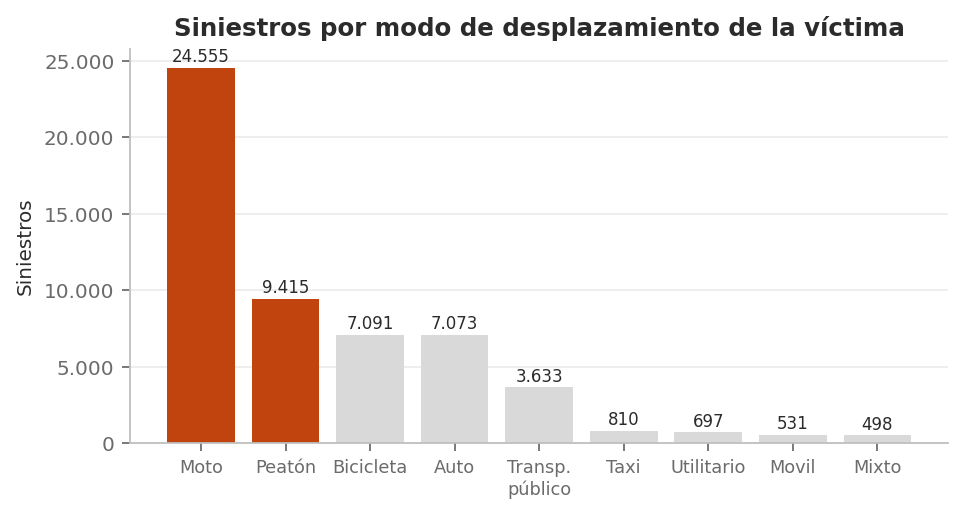 Siniestros por modo de desplazamiento de la víctima
Siniestros
25.000
20.000
15.000
10.000
5.000
0
24.555
9.415
7.091
7.073
3.633
810
697
531
498
Moto
Peatón
Bicicleta
Auto
Transp.
público
Taxi
Utilitario
Movil
Mixto